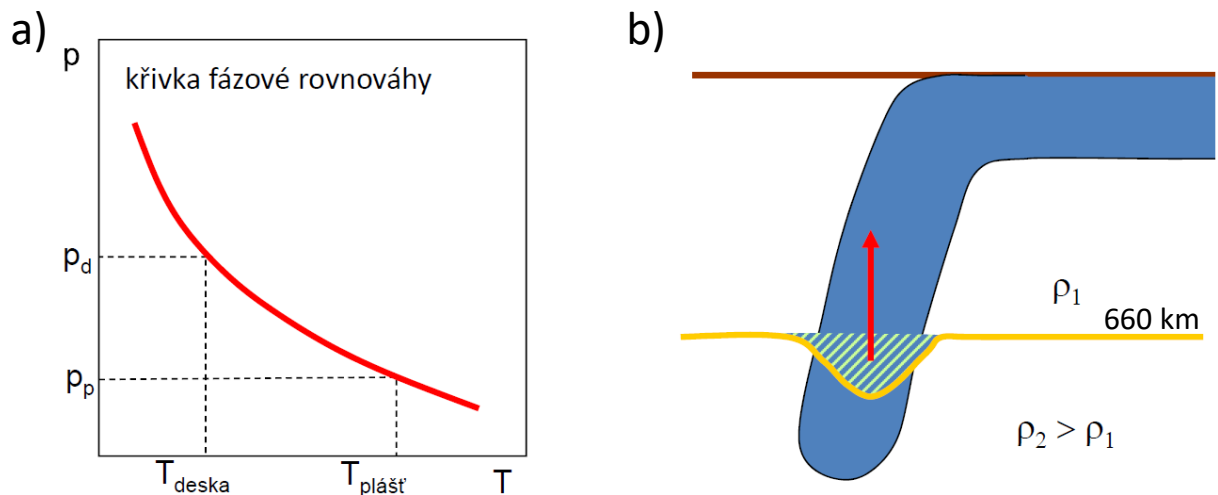 a)
p
křivka fázové rovnováhy
p_d
p_p
T_deska
T_plášť
T
b)
ρ₁
660 km
ρ₂ > ρ₁